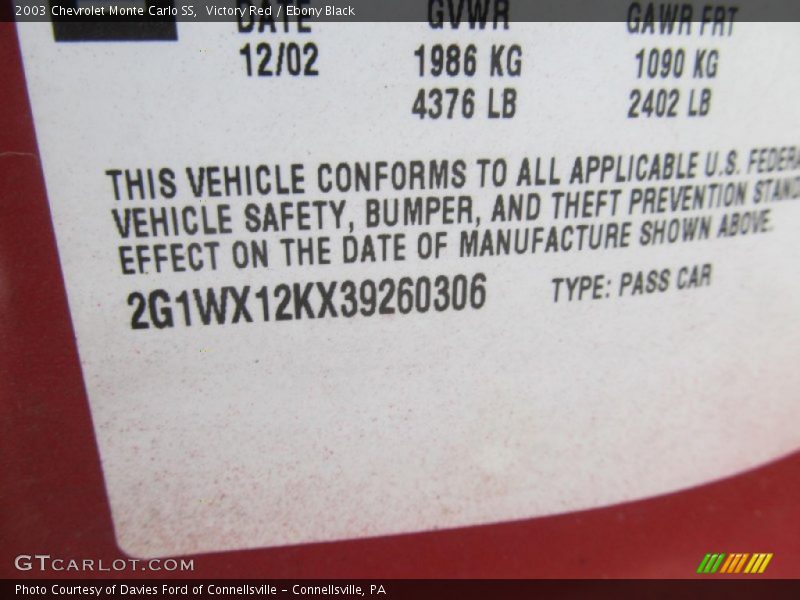 2003 Chevrolet Monte Carlo SS, Victory Red / Ebony Black
DATE GVWR GAWR FRT
12/02 1986 KG 1090 KG
4376 LB 2402 LB
THIS VEHICLE CONFORMS TO ALL APPLICABLE U.S. FEDERA
VEHICLE SAFETY, BUMPER, AND THEFT PREVENTION STAND
EFFECT ON THE DATE OF MANUFACTURE SHOWN ABOVE.
2G1WX12KX39260306 TYPE: PASS CAR
GTCARLOT.COM
Photo Courtesy of Davies Ford of Connellsville - Connellsville, PA